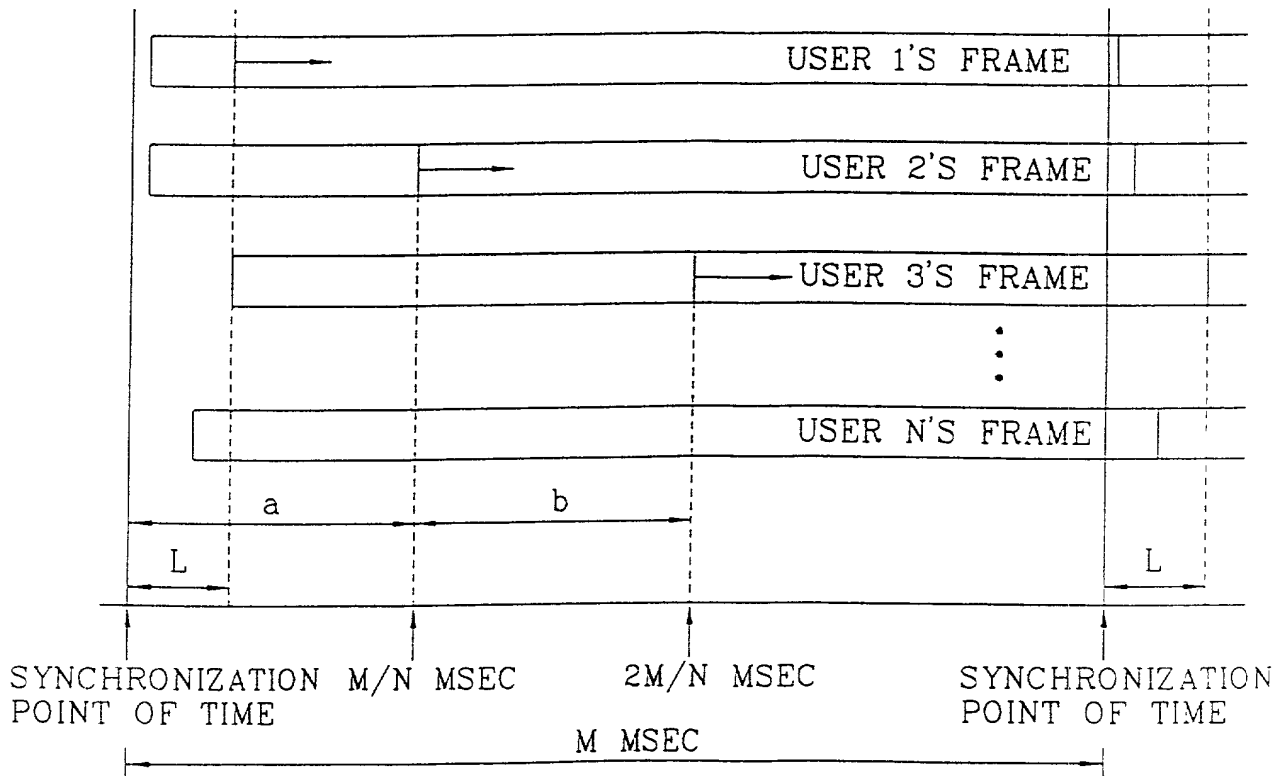 USER 1'S FRAME
USER 2'S FRAME
USER 3'S FRAME
USER N'S FRAME
a
b
L
L
SYNCHRONIZATION
POINT OF TIME
M/N MSEC
2M/N MSEC
SYNCHRONIZATION
POINT OF TIME
M MSEC